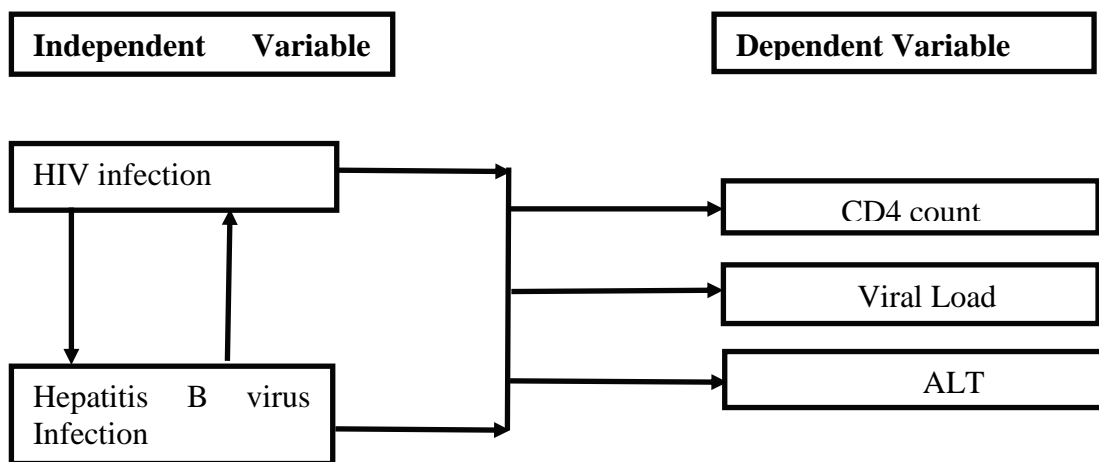 Independent Variable
Dependent Variable
HIV infection
CD4 count
Viral Load
Hepatitis B virus
Infection
ALT